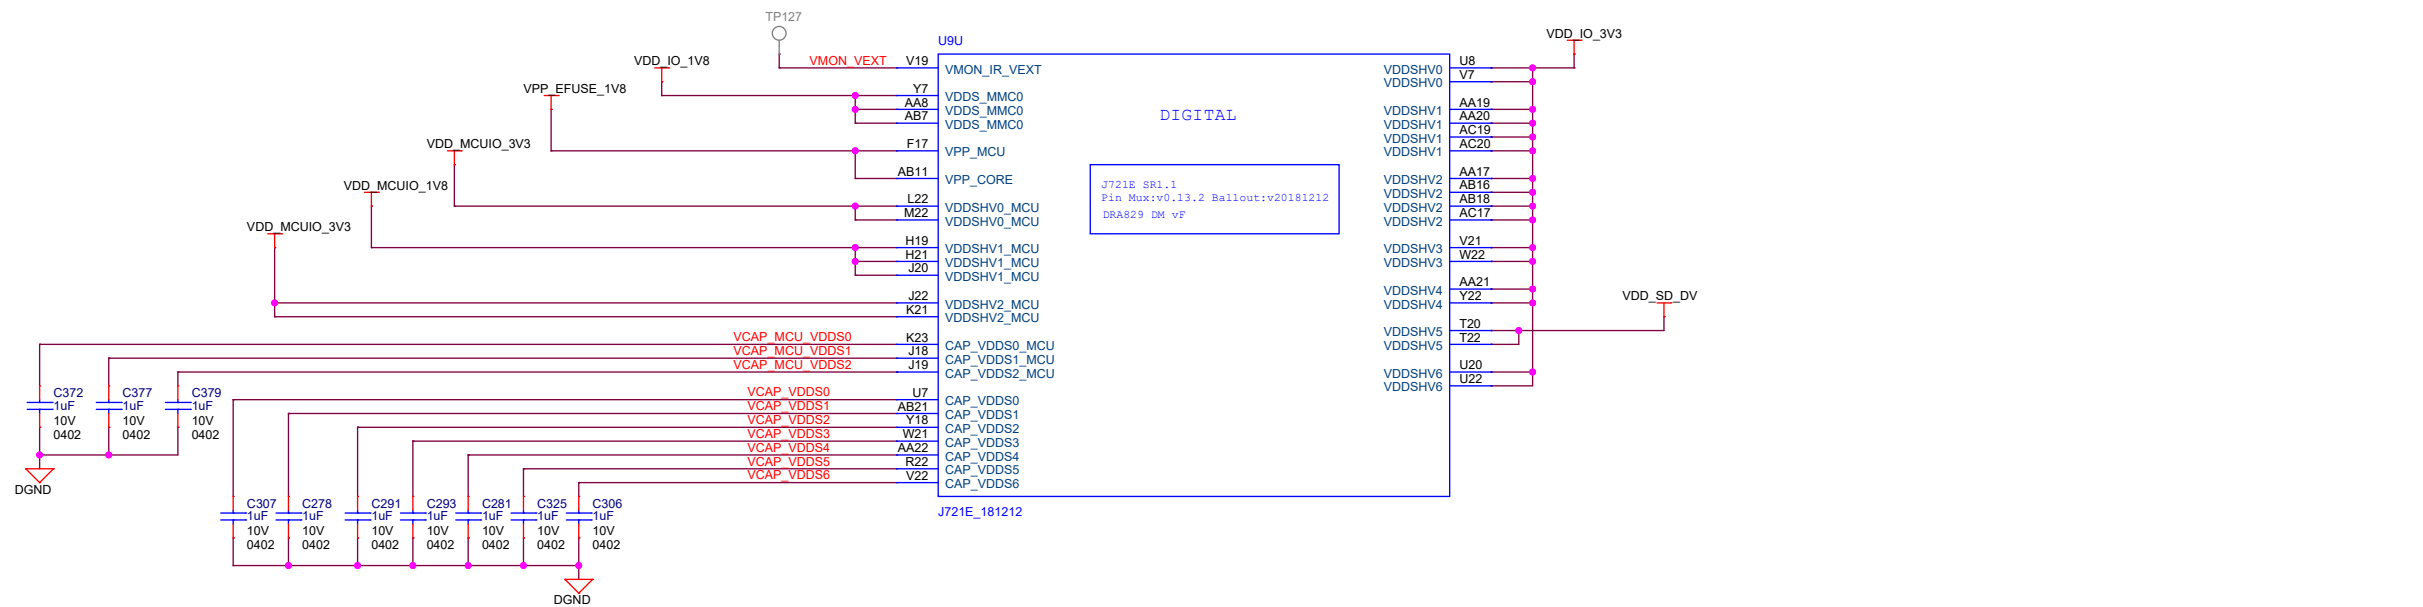 TP127
U9U
VDD_IO_3V3
VDD_IO_1V8
VMON_VEXT
V19
VMON_IR_VEXT
VDDSHV0
U8
VDDSHV0
V7
VPP_EFUSE_1V8
Y7
VDDS_MMC0
AA8
VDDS_MMC0
AB7
VDDS_MMC0
DIGITAL
VDDSHV1
AA19
VDDSHV1
AA20
VDDSHV1
AC19
VDDSHV1
AC20
VDD_MCUIO_3V3
F17
VPP_MCU
AB11
VPP_CORE
VDD_MCUIO_1V8
J721E SR1.1
Pin Mux:v0.13.2 Ballout:v20181212
DRA829 DM vF
VDDSHV2
AA17
VDDSHV2
AB16
VDDSHV2
AB18
VDDSHV2
AC17
L22
VDDSHV0_MCU
M22
VDDSHV0_MCU
VDD_MCUIO_3V3
H19
VDDSHV1_MCU
H21
VDDSHV1_MCU
J20
VDDSHV1_MCU
VDDSHV3
V21
VDDSHV3
W22
J22
VDDSHV2_MCU
K21
VDDSHV2_MCU
VDDSHV4
AA21
VDDSHV4
Y22
VDD_SD_DV
VDDSHV5
T20
VDDSHV5
T22
VCAP_MCU_VDDS0
K23
CAP_VDDS0_MCU
VCAP_MCU_VDDS1
J18
CAP_VDDS1_MCU
VCAP_MCU_VDDS2
J19
CAP_VDDS2_MCU
VDDSHV6
U20
VDDSHV6
U22
C372
1uF
10V
0402
C377
1uF
10V
0402
C379
1uF
10V
0402
DGND
VCAP_VDDS0
U7
CAP_VDDS0
VCAP_VDDS1
AB21
CAP_VDDS1
VCAP_VDDS2
Y18
CAP_VDDS2
VCAP_VDDS3
W21
CAP_VDDS3
VCAP_VDDS4
AA22
CAP_VDDS4
VCAP_VDDS5
R22
CAP_VDDS5
VCAP_VDDS6
V22
CAP_VDDS6
J721E_181212
C307
1uF
10V
0402
C278
1uF
10V
0402
C291
1uF
10V
0402
C293
1uF
10V
0402
C281
1uF
10V
0402
C325
1uF
10V
0402
C306
1uF
10V
0402
DGND